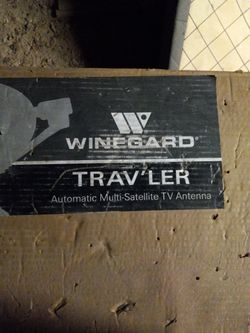 WINEGARD®
TRAV'LER
Automatic Multi-Satellite TV Antenna